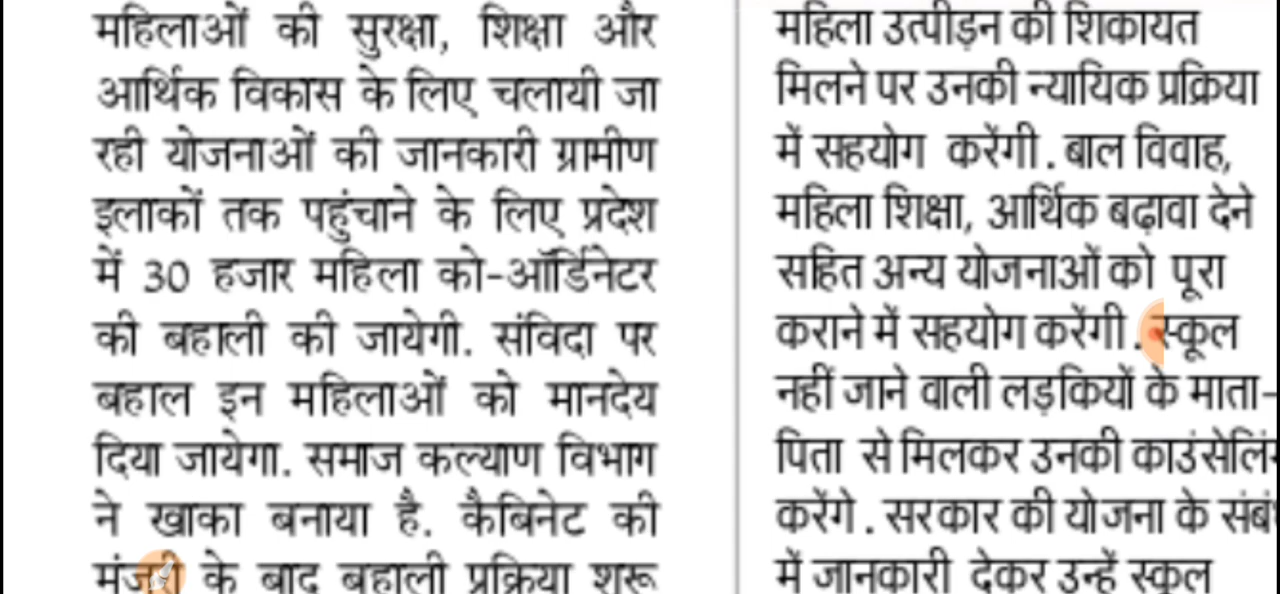 महिलाओं की सुरक्षा, शिक्षा और
आर्थिक विकास के लिए चलायी जा
रही योजनाओं की जानकारी ग्रामीण
इलाकों तक पहुंचाने के लिए प्रदेश
में 30 हजार महिला को-ऑर्डिनेटर
की बहाली की जायेगी. संविदा पर
बहाल इन महिलाओं को मानदेय
दिया जायेगा. समाज कल्याण विभाग
ने खाका बनाया है. कैबिनेट की
मंजूरी के बाद बहाली प्रक्रिया शुरू
महिला उत्पीड़न की शिकायत
मिलने पर उनकी न्यायिक प्रक्रिया
में सहयोग करेंगी. बाल विवाह,
महिला शिक्षा, आर्थिक बढ़ावा देने
सहित अन्य योजनाओं को पूरा
कराने में सहयोग करेंगी. स्कूल
नहीं जाने वाली लड़कियों के माता-
पिता से मिलकर उनकी
करेंगे. सरकार की योजना के
में जानकारी देकर उन्हें स्कूल